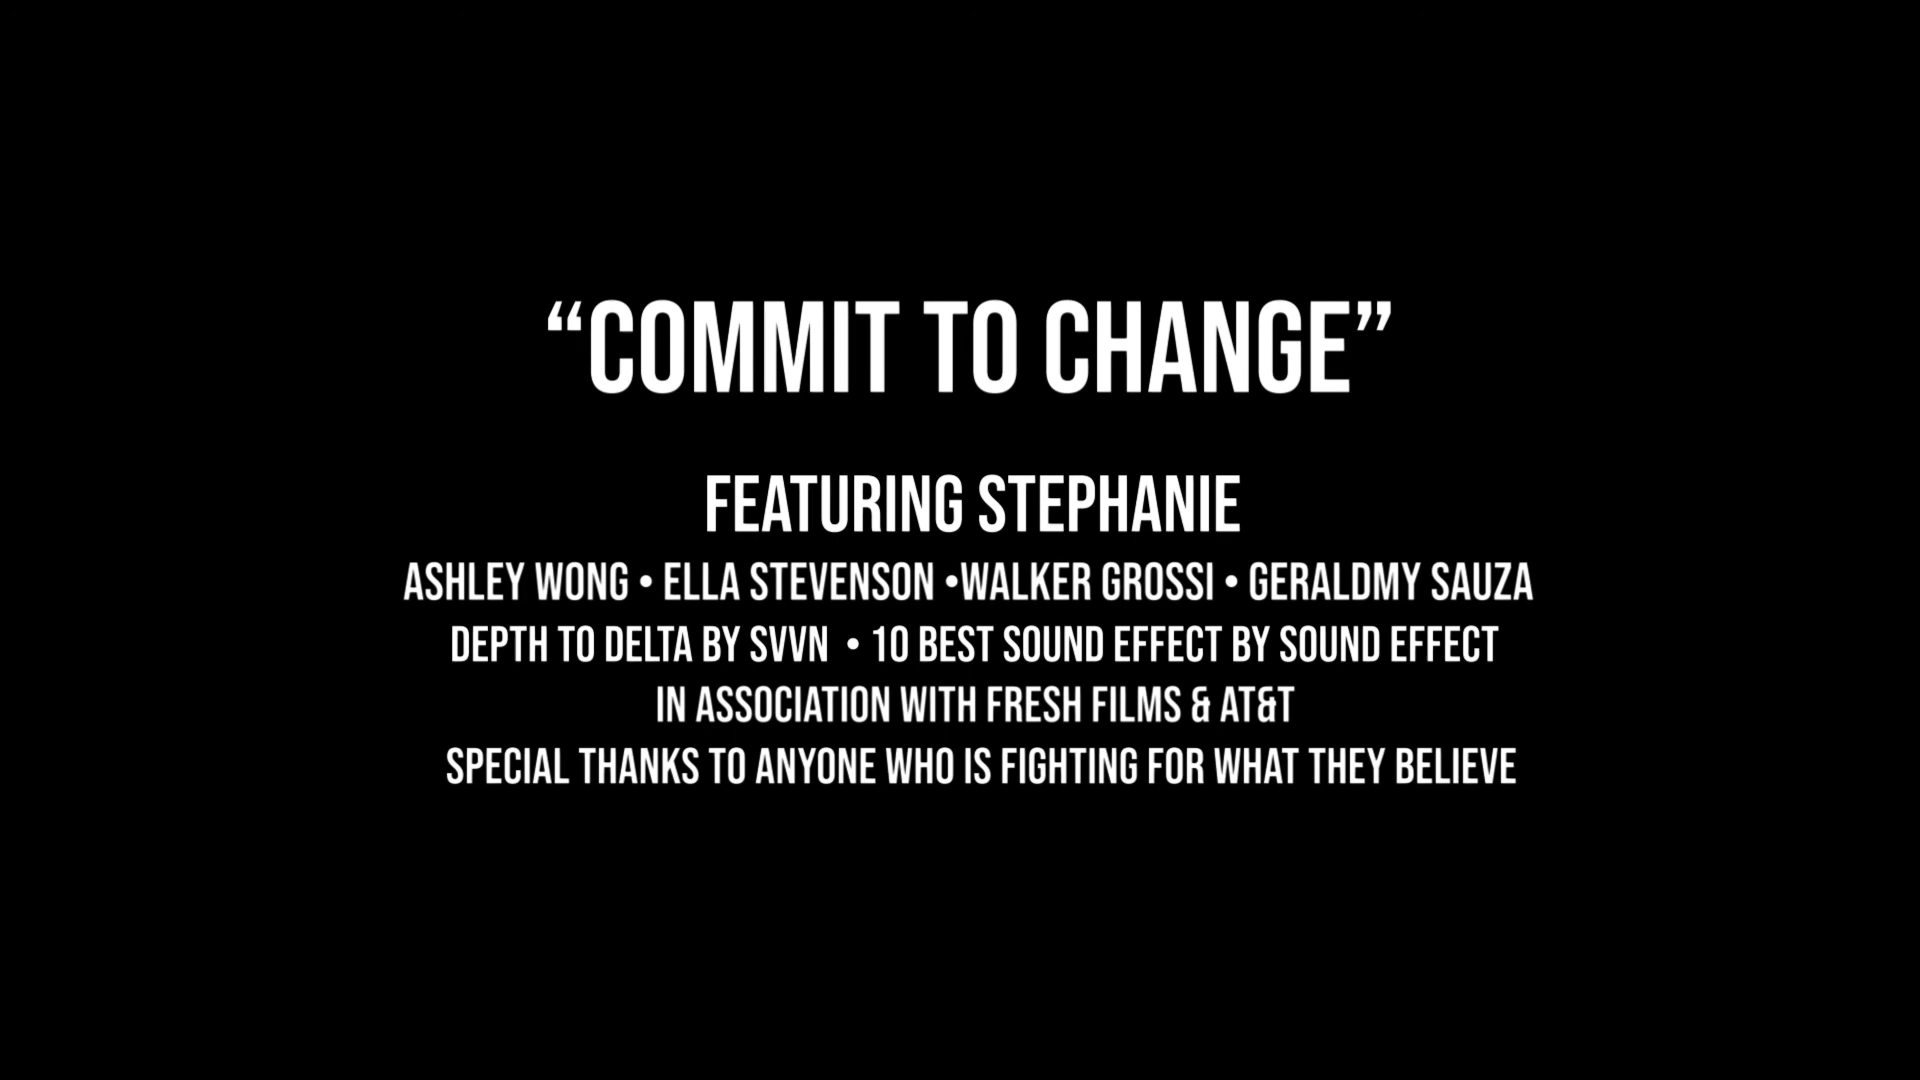 “COMMIT TO CHANGE”
FEATURING STEPHANIE
ASHLEY WONG • ELLA STEVENSON •WALKER GROSSI • GERALDMY SAUZA
DEPTH TO DELTA BY SVVN • 10 BEST SOUND EFFECT BY SOUND EFFECT
IN ASSOCIATION WITH FRESH FILMS & AT&T
SPECIAL THANKS TO ANYONE WHO IS FIGHTING FOR WHAT THEY BELIEVE